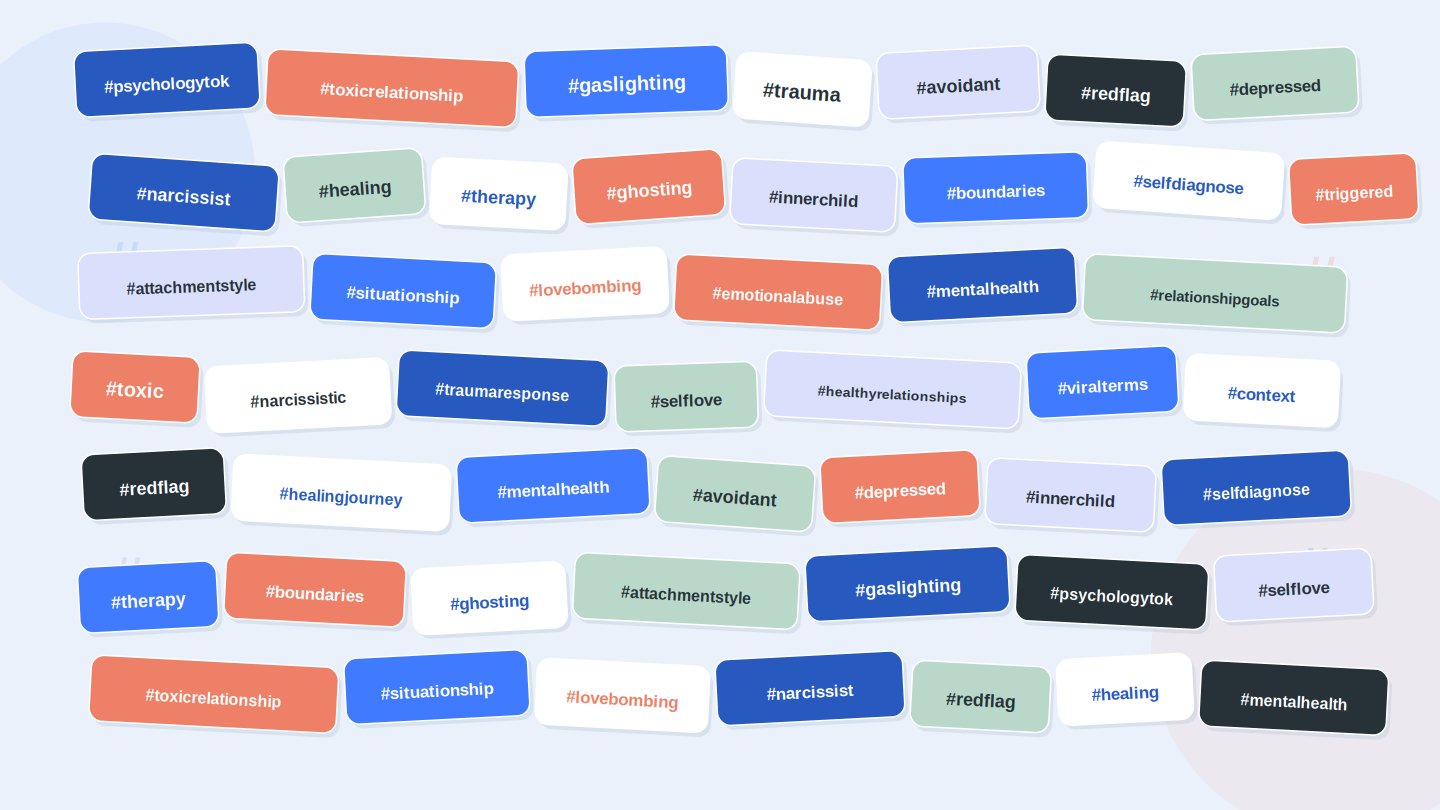 #psychologytok #toxicrelationship #gaslighting #trauma #avoidant #redflag #depressed
#narcissist #healing #therapy #ghosting #innerchild #boundaries #selfdiagnose #triggered
#attachmentstyle #situationship #lovebombing #emotionalabuse #mentalhealth #relationshipgoals
#toxic #narcissistic #traumaresponse #selflove #healthyrelationships #viralterms #context
#redflag #healingjourney #mentalhealth #avoidant #depressed #innerchild #selfdiagnose
#therapy #boundaries #ghosting #attachmentstyle #gaslighting #psychologytok #selflove
#toxicrelationship #situationship #lovebombing #narcissist #redflag #healing #mentalhealth